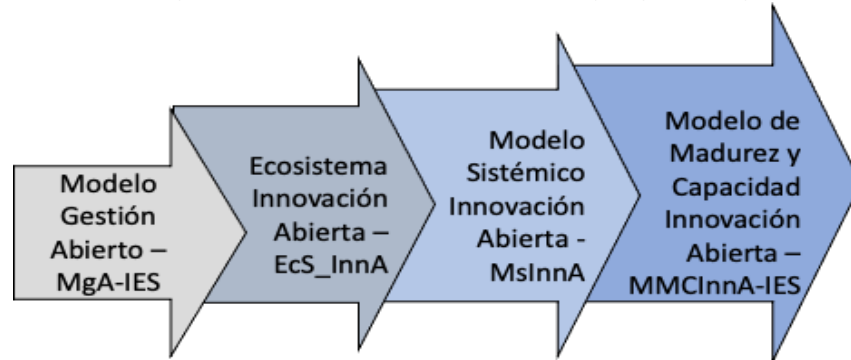 Modelo
Gestión
Abierto –
MgA-IES
Ecosistema
Innovación
Abierta –
EcS_InnA
Modelo
Sistémico
Innovación
Abierta -
MsInnA
Modelo de
Madurez y
Capacidad
Innovación
Abierta –
MMCInnA-IES